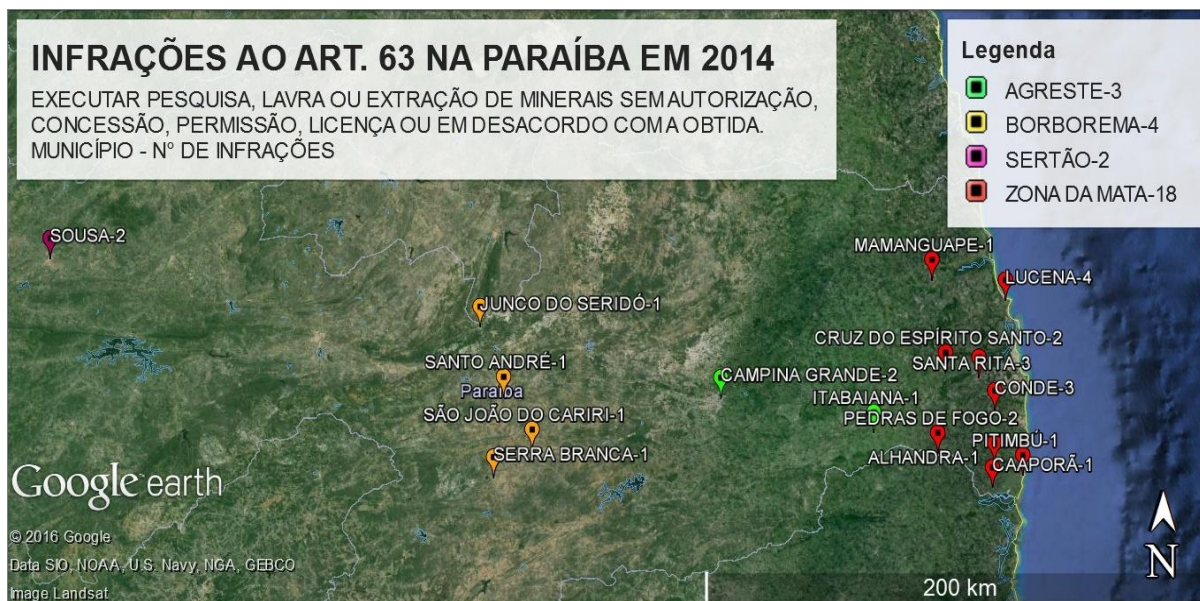 INFRAÇÕES AO ART. 63 NA PARAÍBA EM 2014
EXECUTAR PESQUISA, LAVRA OU EXTRAÇÃO DE MINERAIS SEM AUTORIZAÇÃO,
CONCESSÃO, PERMISSÃO, LICENÇA OU EM DESACORDO COM A OBTIDA.
MUNICÍPIO - Nº DE INFRAÇÕES
Legenda
AGRESTE-3
BORBOREMA-4
SERTÃO-2
ZONA DA MATA-18
SOUSA-2
MAMANGUAPE-1
LUCENA-4
JUNCO DO SERIDÓ-1
CRUZ DO ESPÍRITO SANTO-2
SANTA RITA-3
SANTO ANDRÉ-1
Paraíba
CAMPINA GRANDE-2
CONDE-3
ITABAIANA-1
SÃO JOÃO DO CARIRI-1
PEDRAS DE FOGO-2
PITIMBÚ-1
SERRA BRANCA-1
ALHANDRA-1
CAAPORÃ-1
Google earth
© 2016 Google
Data SIO, NOAA, U.S. Navy, NGA, GEBCO
Image Landsat
200 km
N